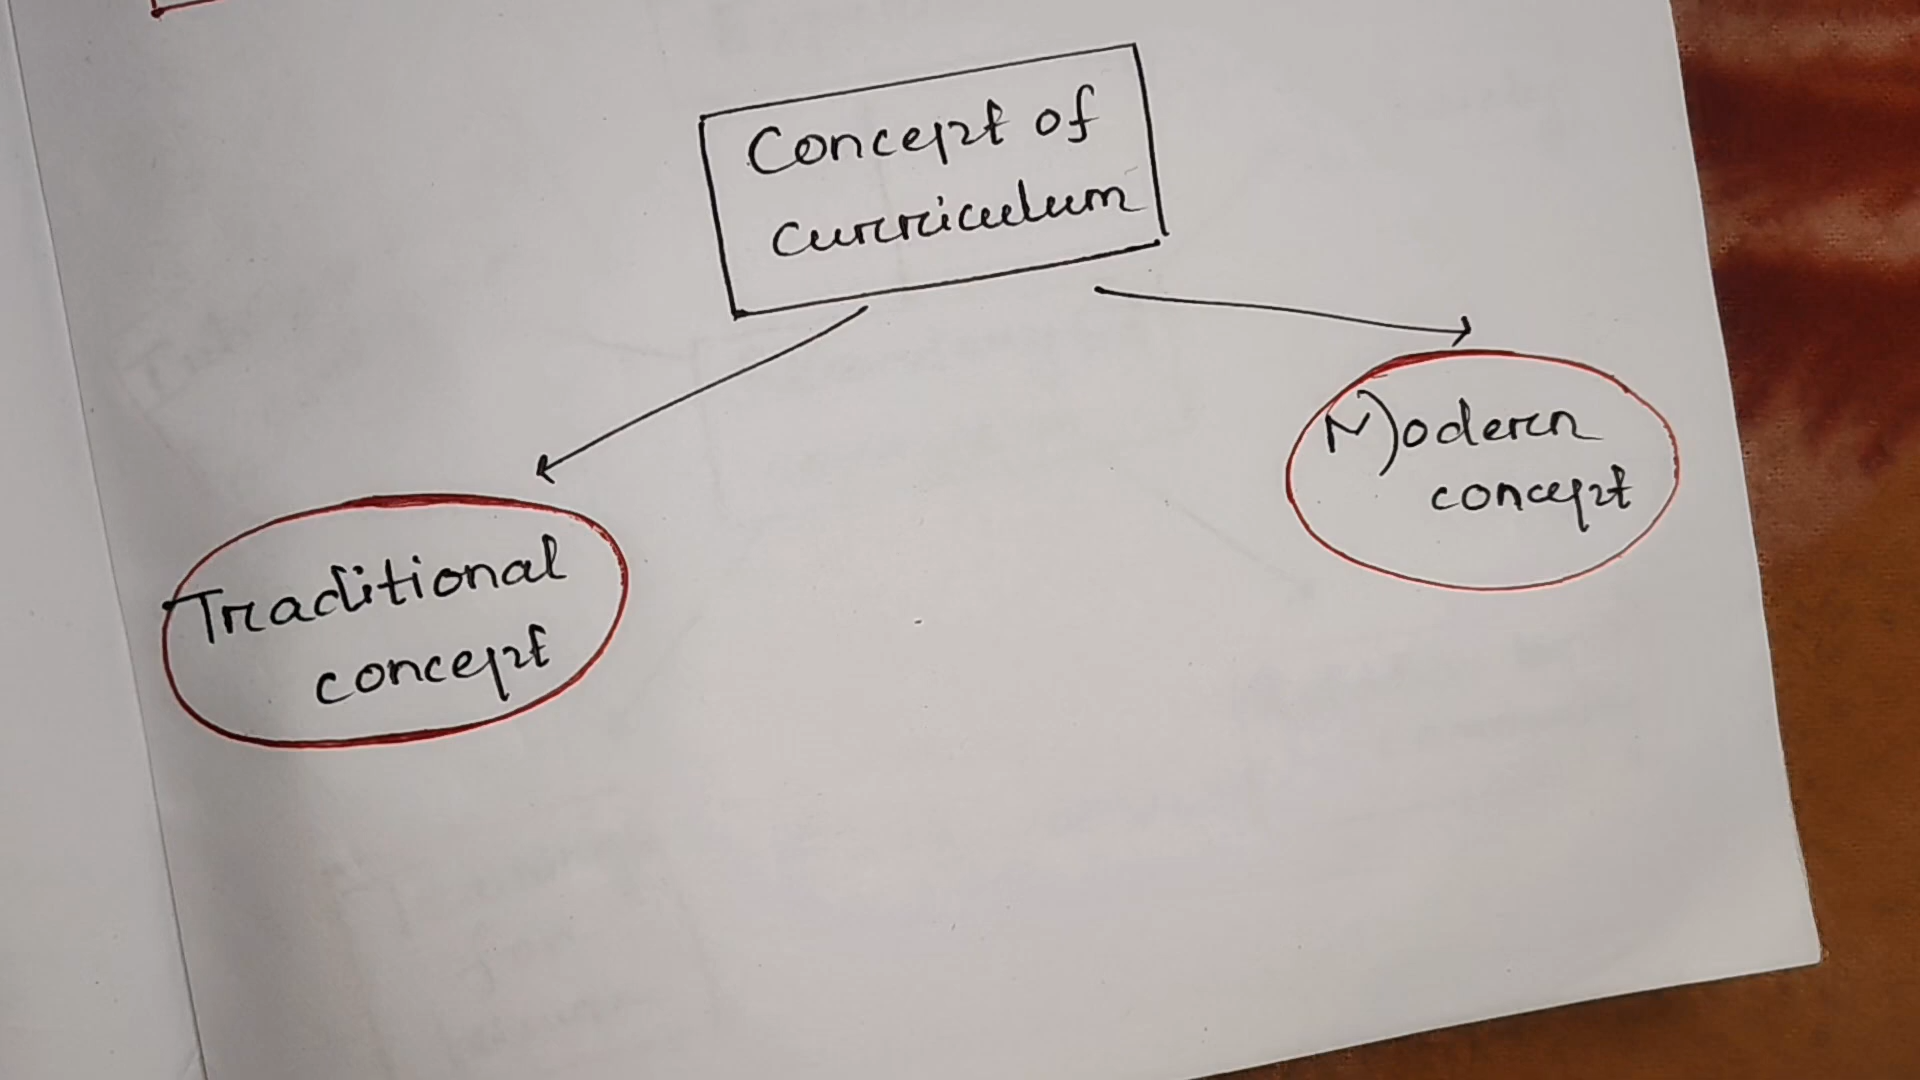 Concept of
curriculum
Traditional
concept
Modern
concept